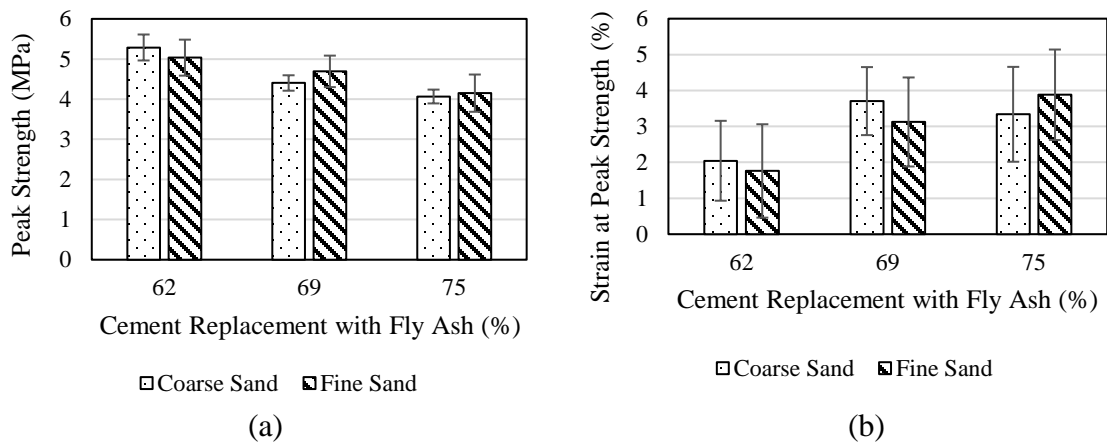 Peak Strength (MPa)
6
5
4
3
2
1
0
62 69 75
Cement Replacement with Fly Ash (%)
Coarse Sand Fine Sand
(a)
Strain at Peak Strength (%)
6
5
4
3
2
1
0
62 69 75
Cement Replacement with Fly Ash (%)
Coarse Sand Fine Sand
(b)